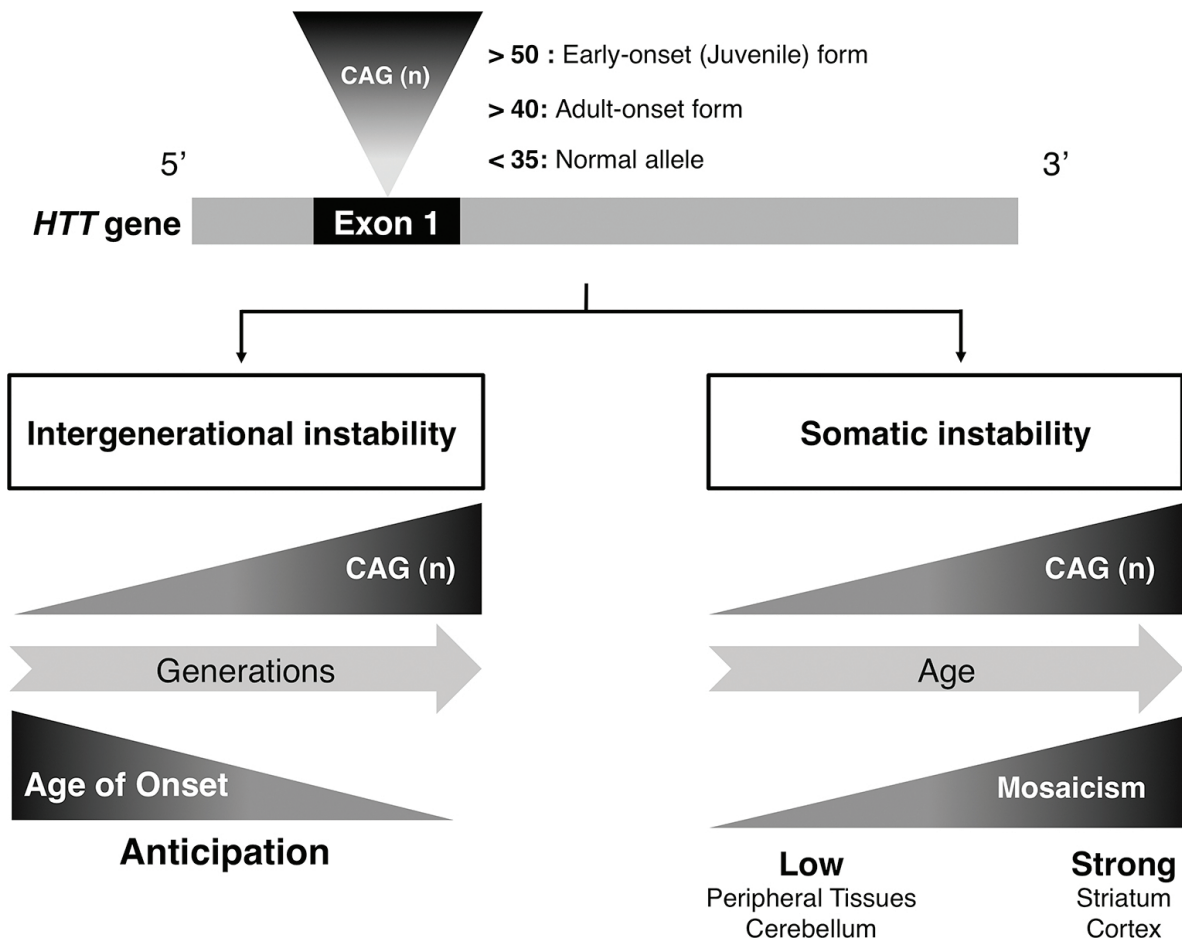 CAG (n)
> 50 : Early-onset (Juvenile) form
> 40: Adult-onset form
< 35: Normal allele
5’
3’
HTT gene
Exon 1
Intergenerational instability
Somatic instability
CAG (n)
CAG (n)
Generations
Age
Age of Onset
Mosaicism
Anticipation
Low
Peripheral Tissues
Cerebellum
Strong
Striatum
Cortex